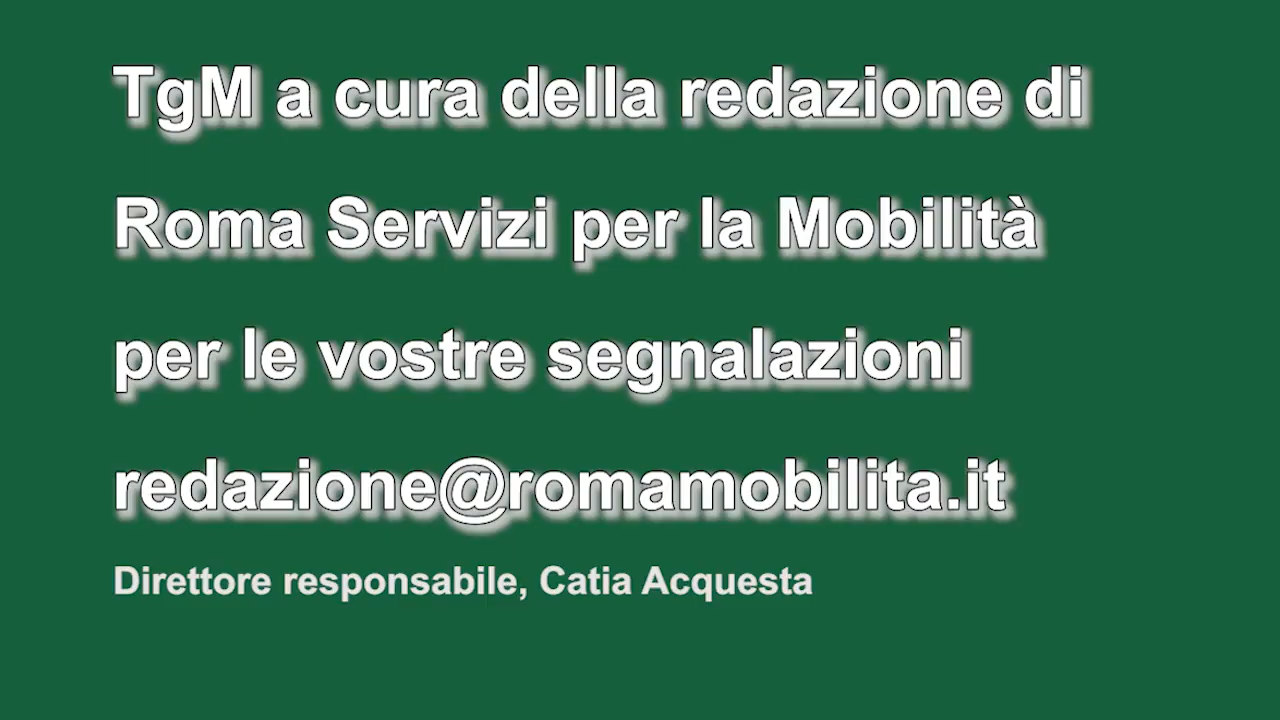 TgM a cura della redazione di
Roma Servizi per la Mobilità
per le vostre segnalazioni
redazione@romamobilita.it
Direttore responsabile, Catia Acquesta